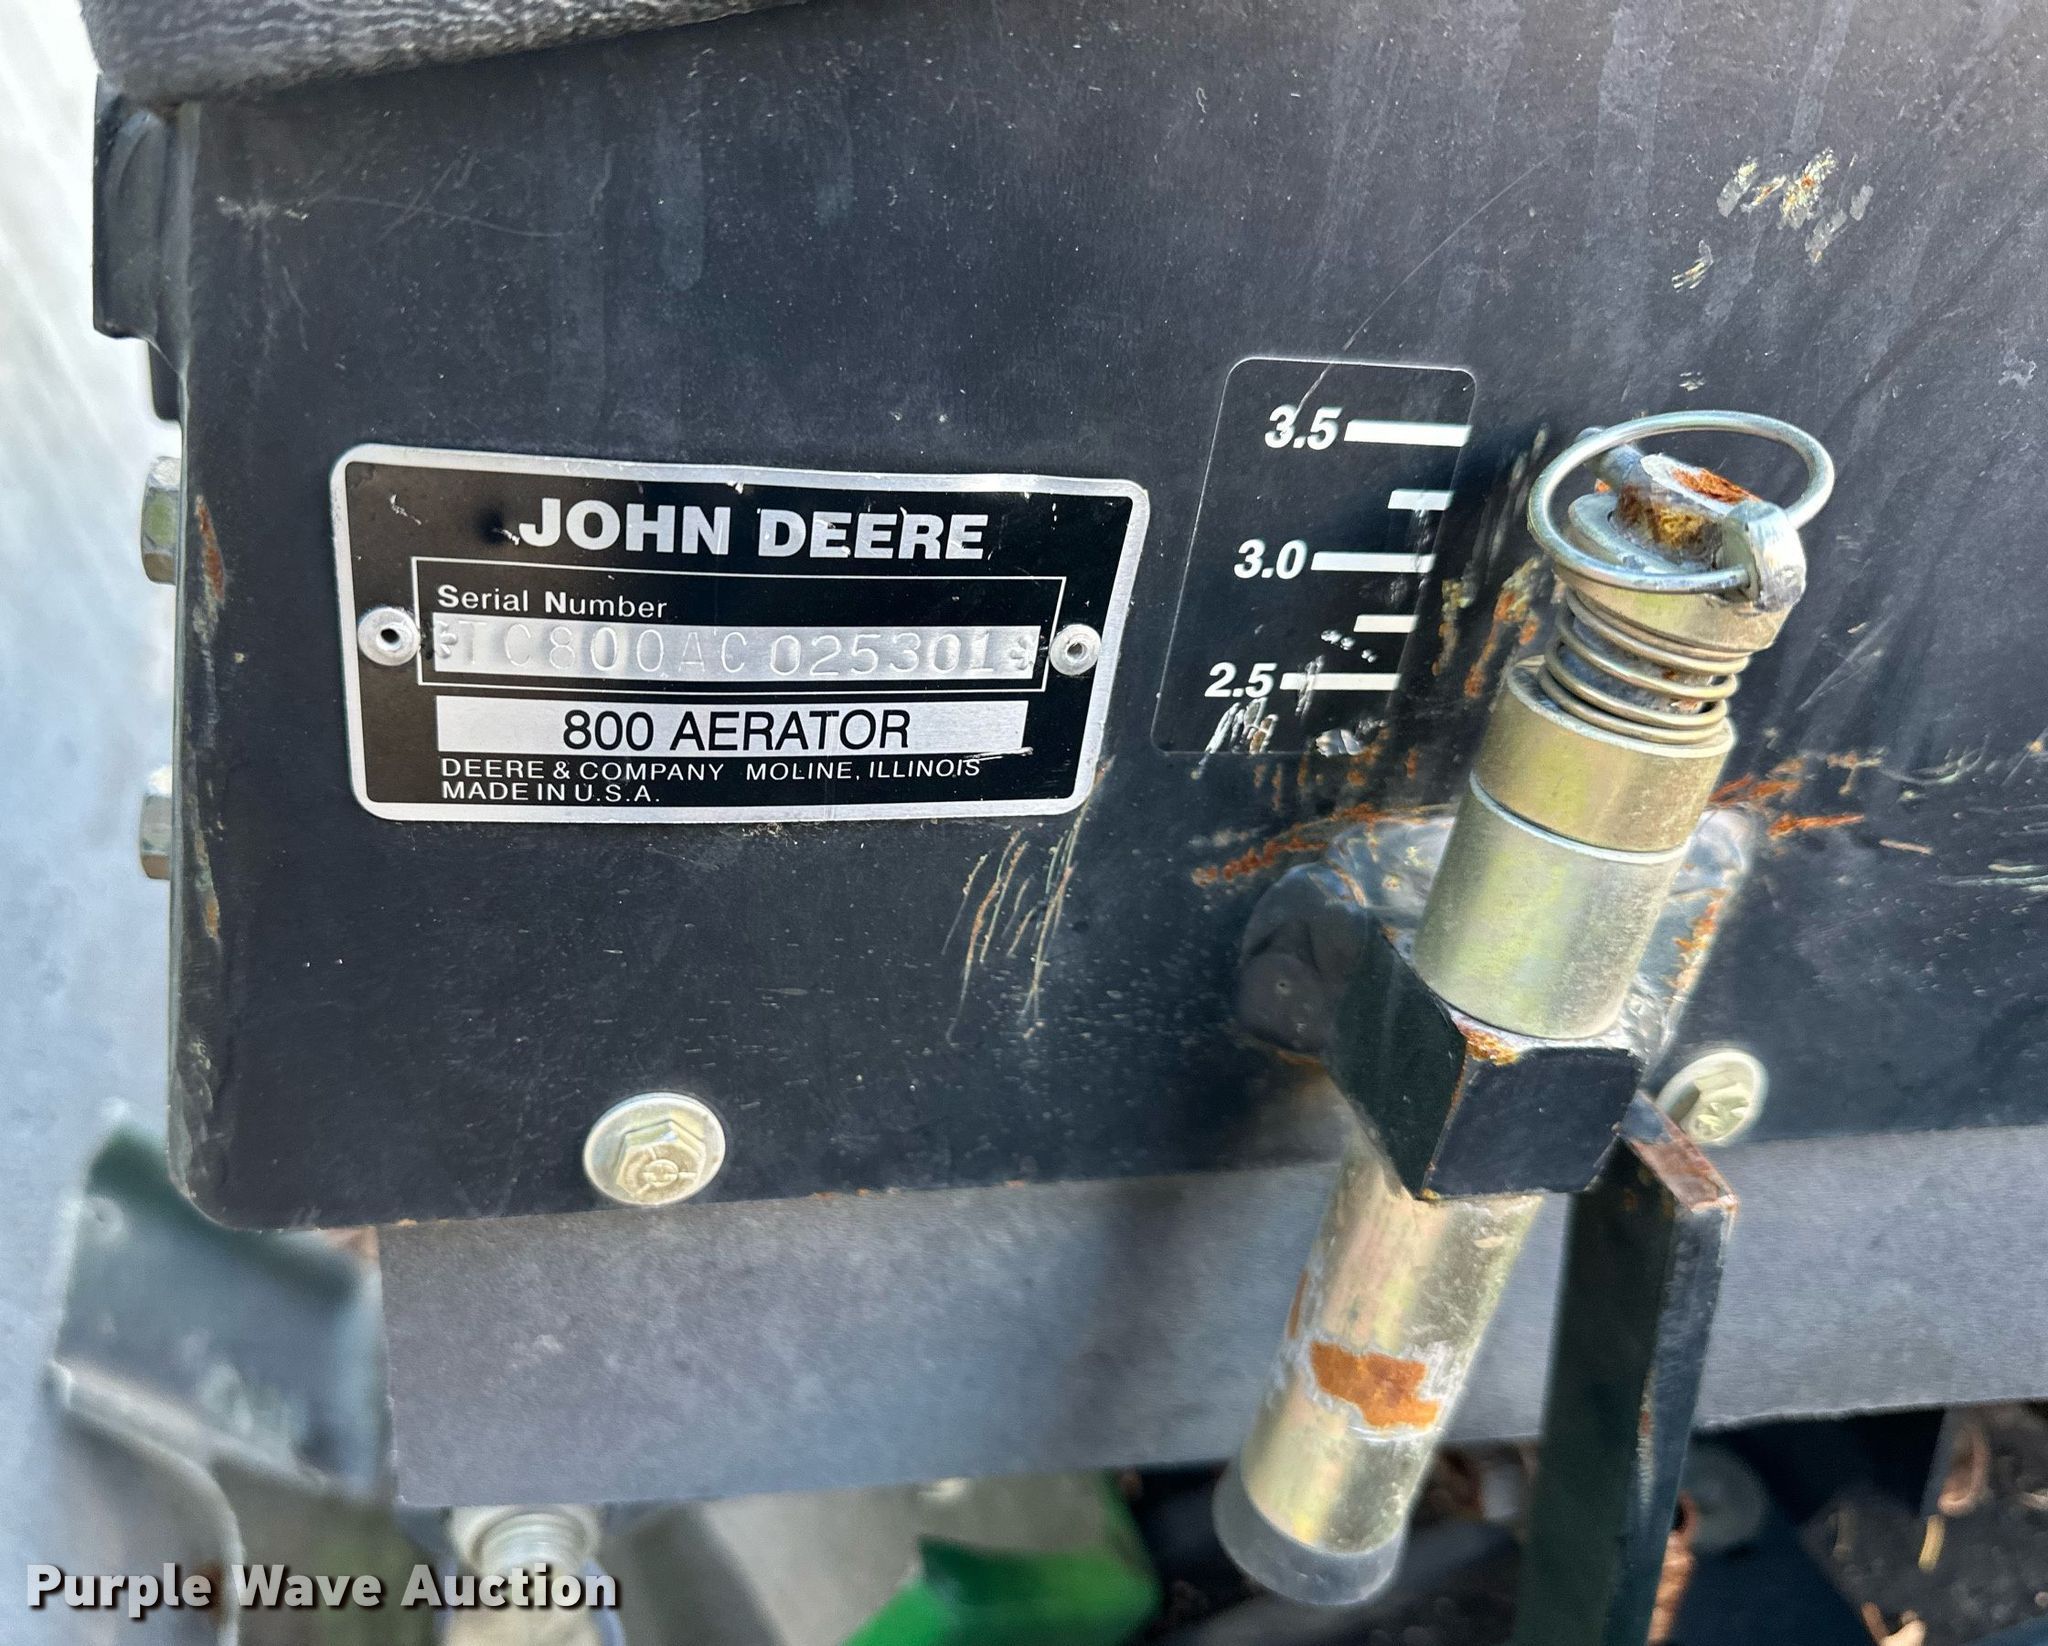 JOHN DEERE
Serial Number
*TC800AC025301*
800 AERATOR
DEERE & COMPANY MOLINE, ILLINOIS
MADE IN U.S.A.
3.5
3.0
2.5
Purple Wave Auction